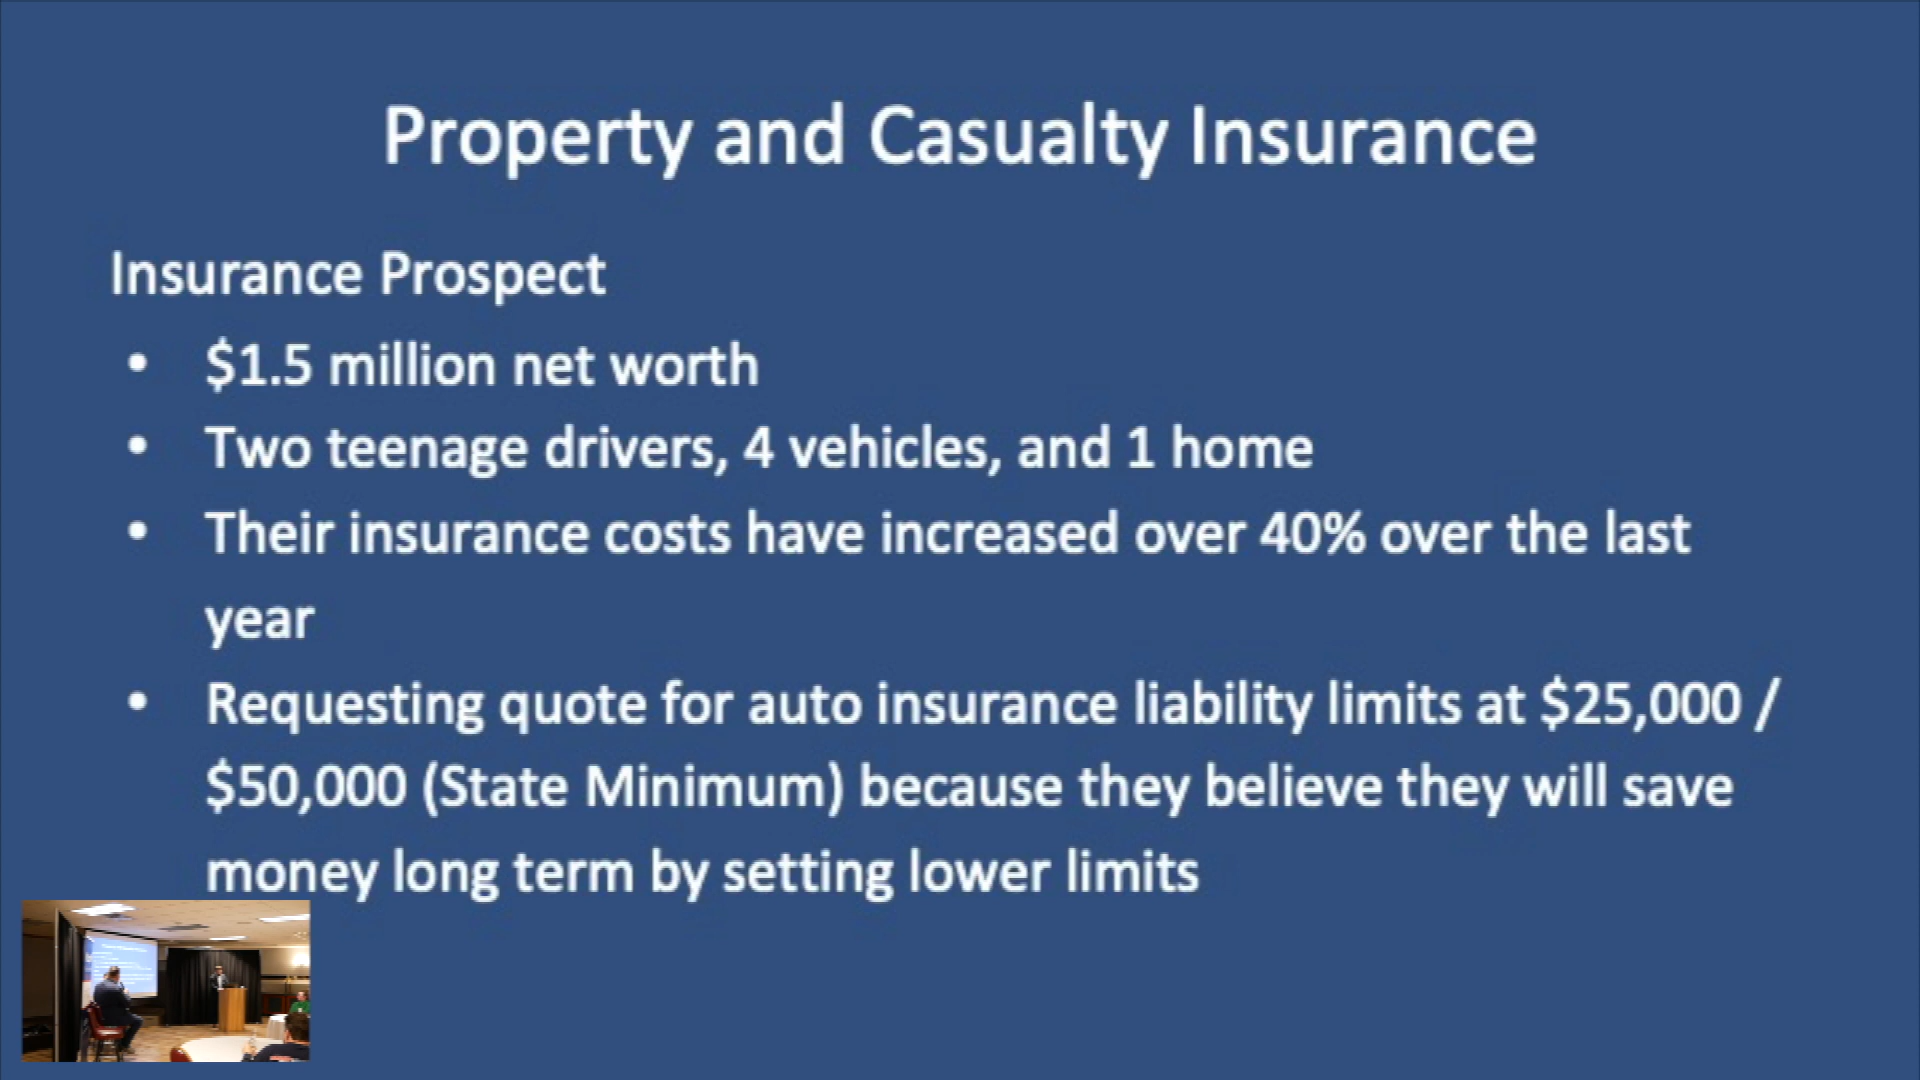 Property and Casualty Insurance
Insurance Prospect
• $1.5 million net worth
• Two teenage drivers, 4 vehicles, and 1 home
• Their insurance costs have increased over 40% over the last
year
• Requesting quote for auto insurance liability limits at $25,000 /
$50,000 (State Minimum) because they believe they will save
money long term by setting lower limits